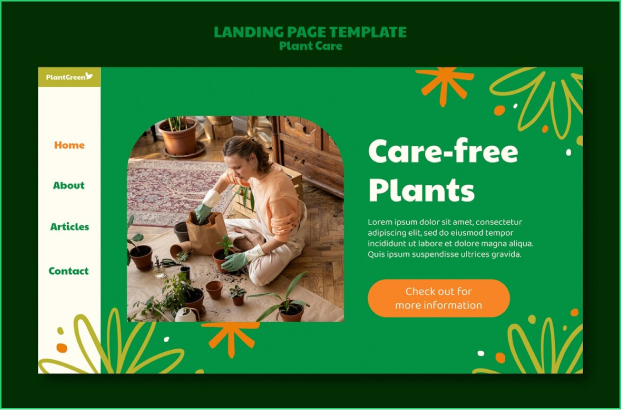 LANDING PAGE TEMPLATE
Plant Care
PlantGreen
Home
About
Articles
Contact
Care-free
Plants
Lorem ipsum dolor sit amet, consectetur
adipiscing elit, sed do eiusmod tempor
incididunt ut labore et dolore magna aliqua.
Quis ipsum suspendisse ultrices gravida.
Check out for
more information